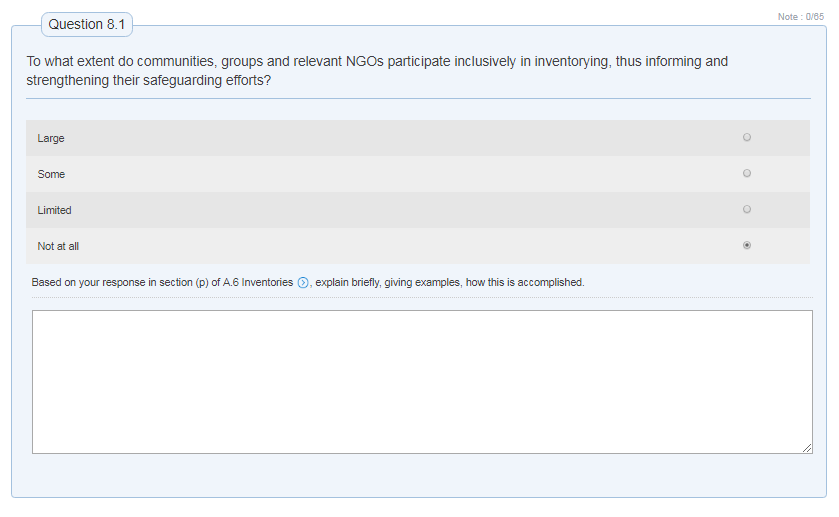 Question 8.1
Note : 0/65
To what extent do communities, groups and relevant NGOs participate inclusively in inventorying, thus informing and
strengthening their safeguarding efforts?
Large
Some
Limited
Not at all
Based on your response in section (p) of A.6 Inventories , explain briefly, giving examples, how this is accomplished.